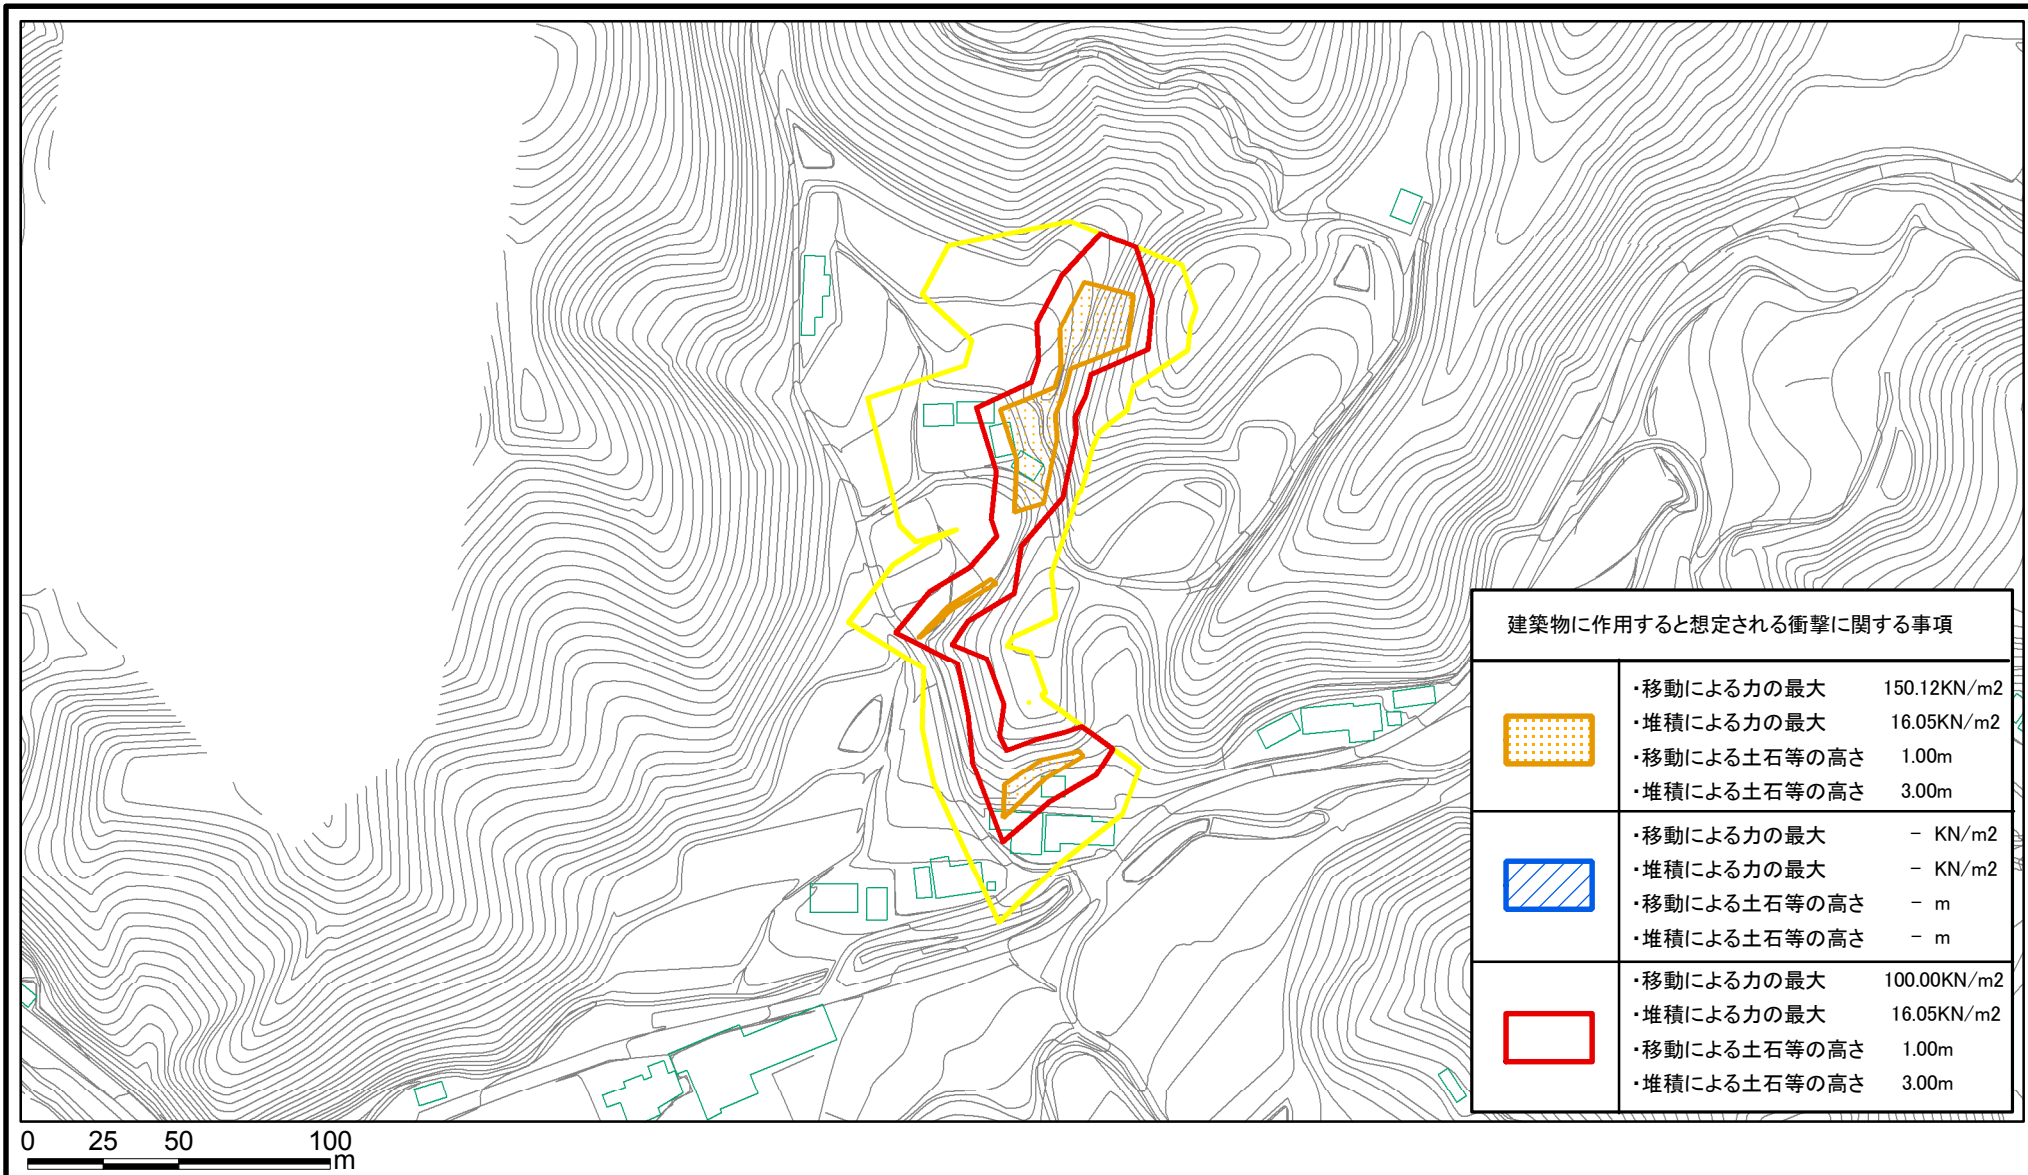 建築物に作用すると想定される衝撃に関する事項
・移動による力の最大 150.12KN/m2
・堆積による力の最大 16.05KN/m2
・移動による土石等の高さ 1.00m
・堆積による土石等の高さ 3.00m
・移動による力の最大 - KN/m2
・堆積による力の最大 - KN/m2
・移動による土石等の高さ - m
・堆積による土石等の高さ - m
・移動による力の最大 100.00KN/m2
・堆積による力の最大 16.05KN/m2
・移動による土石等の高さ 1.00m
・堆積による土石等の高さ 3.00m
0 25 50 100
m